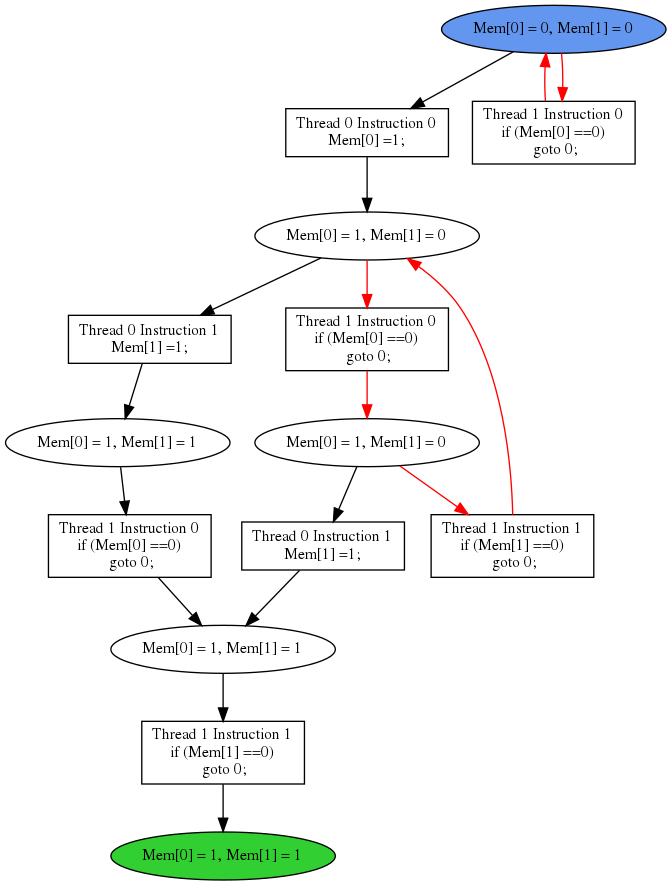 Mem[0] = 0, Mem[1] = 0
Thread 0 Instruction 0
Mem[0] =1;
Thread 1 Instruction 0
if (Mem[0] ==0)
goto 0;
Mem[0] = 1, Mem[1] = 0
Thread 0 Instruction 1
Mem[1] =1;
Thread 1 Instruction 0
if (Mem[0] ==0)
goto 0;
Mem[0] = 1, Mem[1] = 1
Mem[0] = 1, Mem[1] = 0
Thread 1 Instruction 0
if (Mem[0] ==0)
goto 0;
Thread 0 Instruction 1
Mem[1] =1;
Thread 1 Instruction 1
if (Mem[1] ==0)
goto 0;
Mem[0] = 1, Mem[1] = 1
Thread 1 Instruction 1
if (Mem[1] ==0)
goto 0;
Mem[0] = 1, Mem[1] = 1